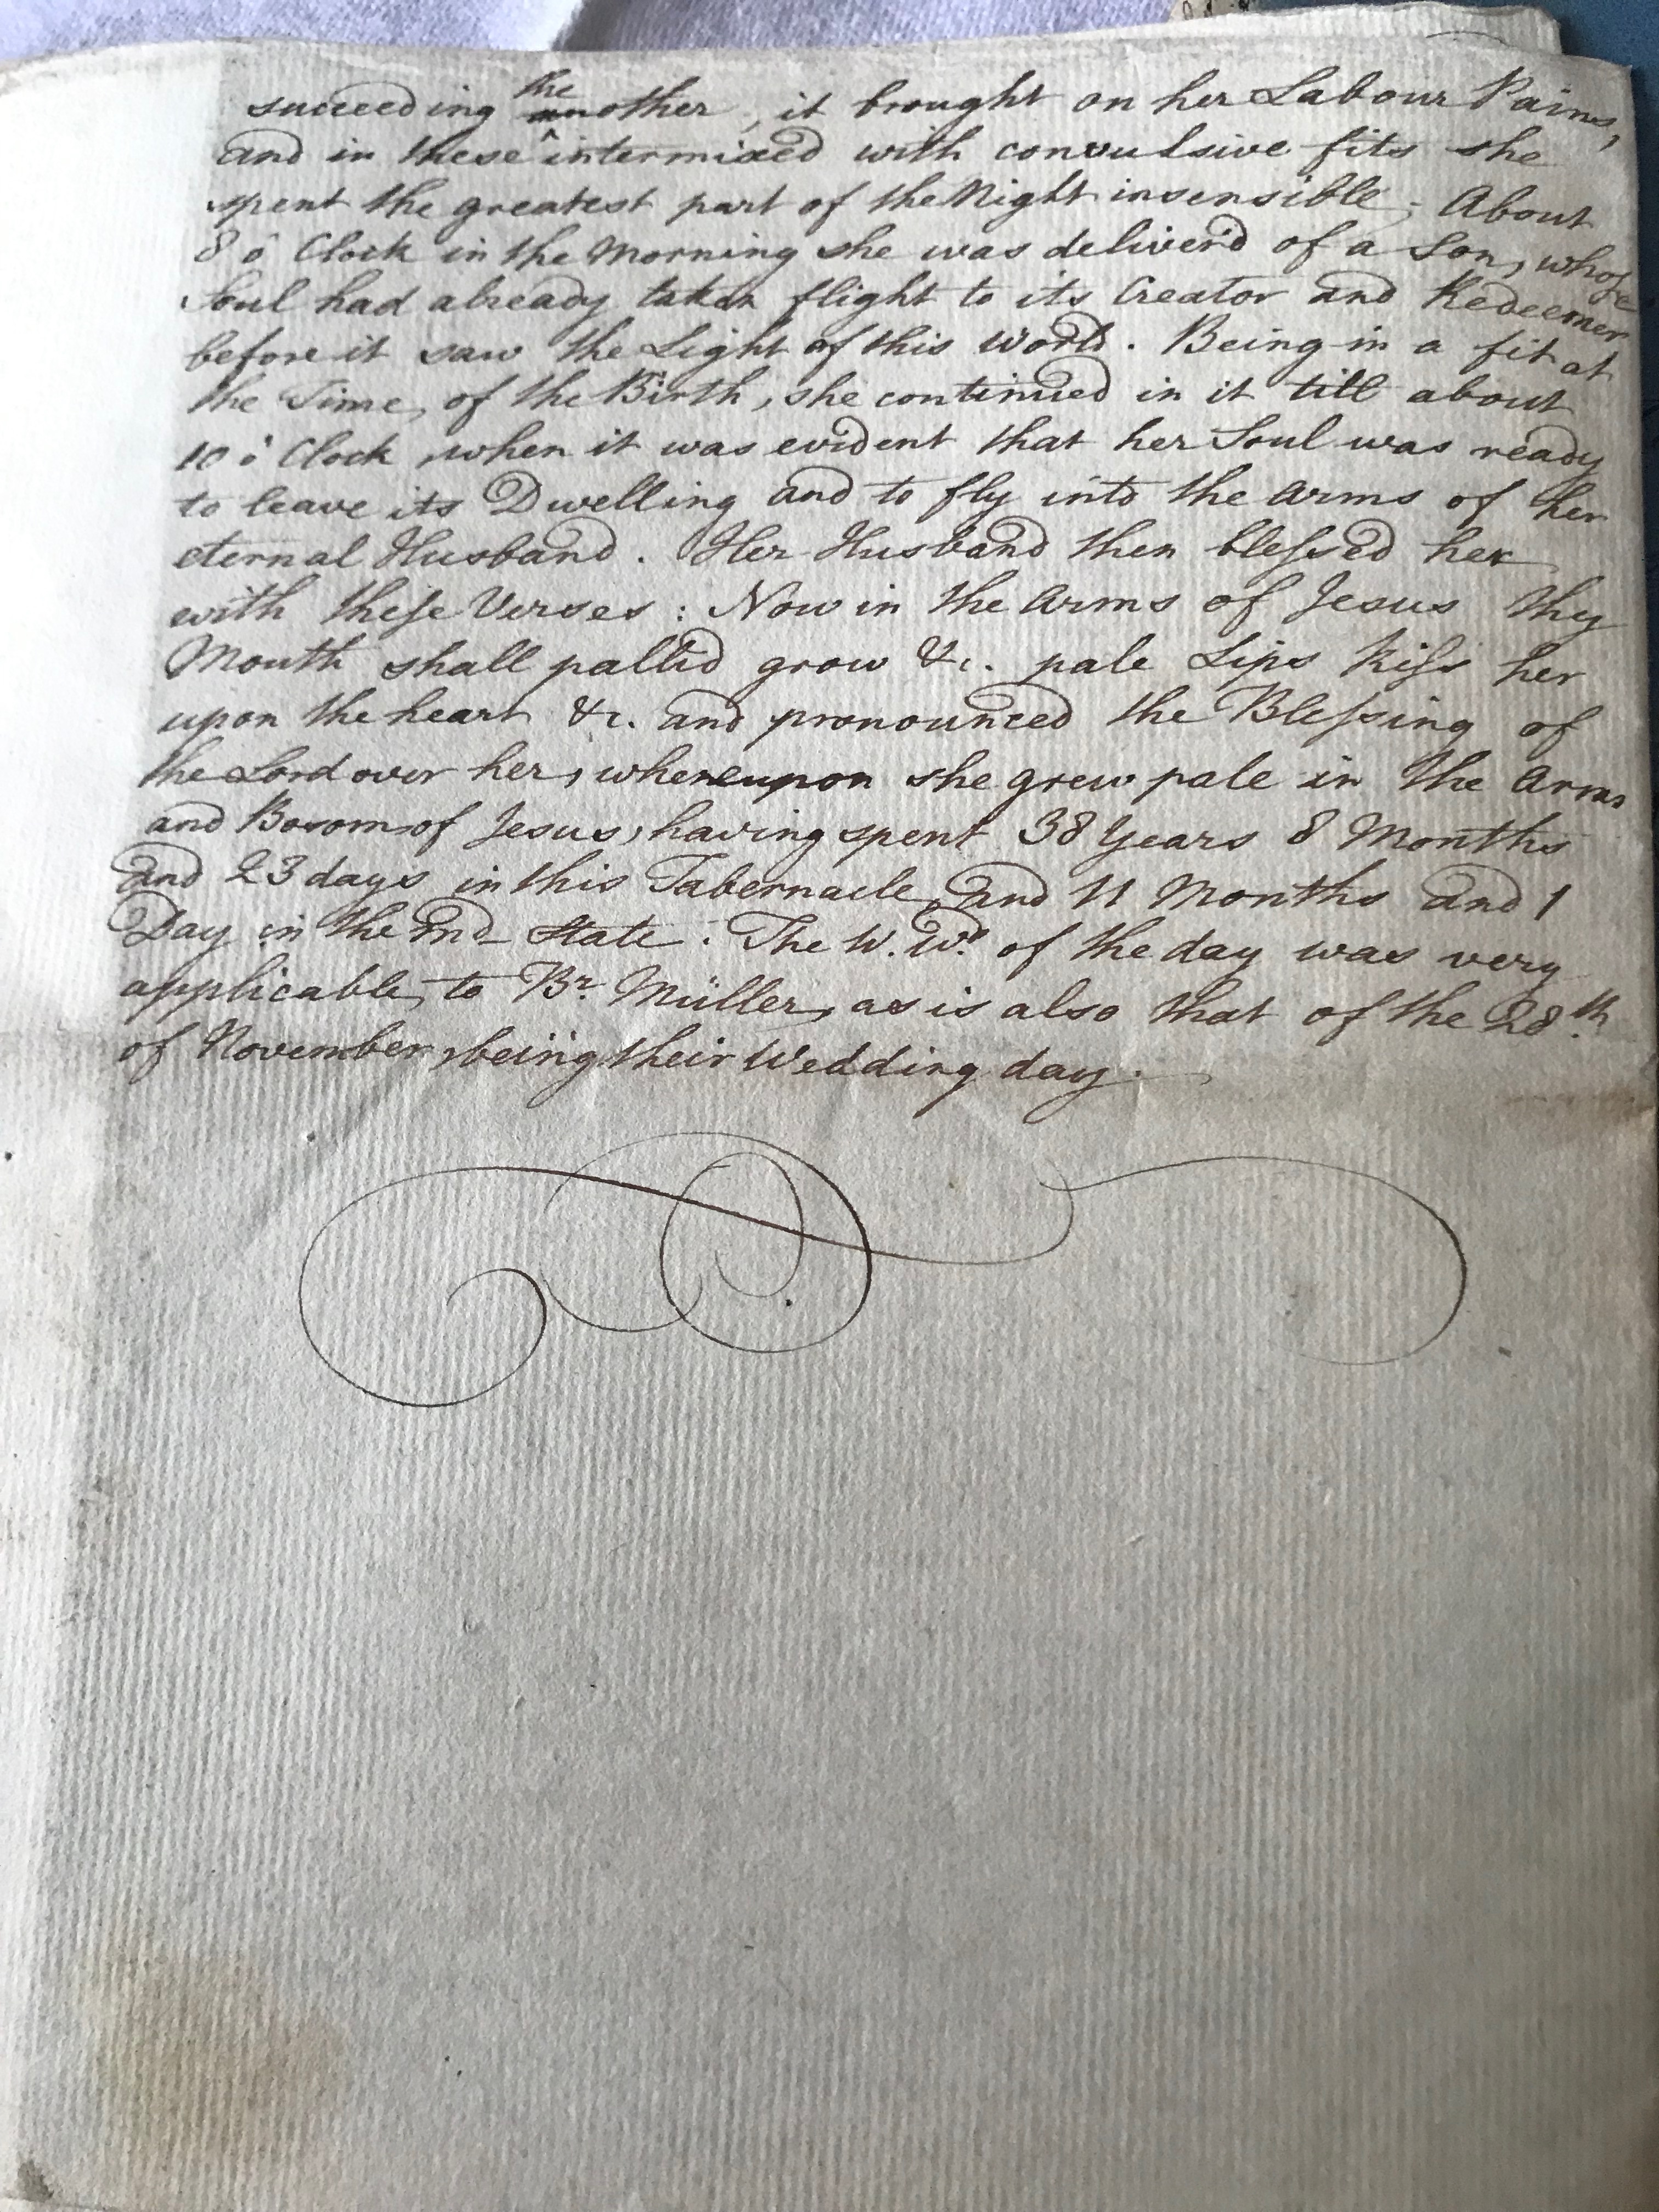 succeeding the another, it brought on her Labour Pains,
and in these intermixed with convulsive fits she
spent the greatest part of the Night insensible; About
8 o Clock in the Morning she was deliver'd of a Son, whose
Soul had already taken flight to its Creator and Redeemer
before it saw the Light of this World. Being in a fit at
the Time, of the Birth, she continued in it till about
10 o Clock, when it was evident that her Soul was ready
to leave its Dwelling and to fly into the Arms of her
eternal Husband. Her Husband then blessed her
with these Verses: Now in the Arms of Jesus thy
Mouth shall pallid grow &c. pale Lips kiss her
upon the heart &c. and pronounced the Blessing of
the Lord over her, whereupon she grew pale in the Arms
and Bosom of Jesus, having spent 38 Years 8 Months
and 23 days in this Tabernacle, and 11 Months and 1
Day in the md State. The W. Wd of the day was very
applicable, to Br. Müller, as is also that of the 28th
of November, being their Wedding day.